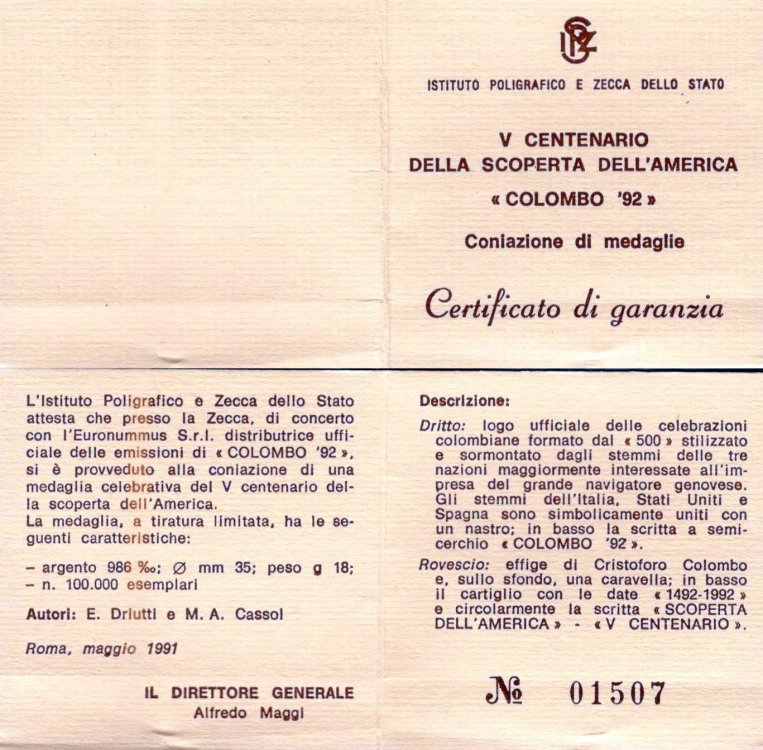 IPZS
ISTITUTO POLIGRAFICO E ZECCA DELLO STATO
V CENTENARIO
DELLA SCOPERTA DELL'AMERICA
« COLOMBO '92 »
Coniazione di medaglie
Certificato di garanzia
L'Istituto Poligrafico e Zecca dello Stato
attesta che presso la Zecca, di concerto
con l'Euronummus S.r.l. distributrice uffi-
ciale delle emissioni di « COLOMBO '92 »,
si è provveduto alla coniazione di una
medaglia celebrativa del V centenario del-
la scoperta dell'America.
La medaglia, a tiratura limitata, ha le se-
guenti caratteristiche:
– argento 986 ‰; Ø mm 35; peso g 18;
– n. 100.000 esemplari
Autori: E. Driutti e M. A. Cassol
Roma, maggio 1991
IL DIRETTORE GENERALE
Alfredo Maggi
Descrizione:
Dritto: logo ufficiale delle celebrazioni
colombiane formato dal « 500 » stilizzato
e sormontato dagli stemmi delle tre
nazioni maggiormente interessate all'im-
presa del grande navigatore genovese.
Gli stemmi dell'Italia, Stati Uniti e
Spagna sono simbolicamente uniti con
un nastro; in basso la scritta a semi-
cerchio « COLOMBO '92 ».
Rovescio: effige di Cristoforo Colombo
e, sullo sfondo, una caravella; in basso
il cartiglio con le date « 1492-1992 »
e circolarmente la scritta « SCOPERTA
DELL'AMERICA » - « V CENTENARIO ».
№ 01507